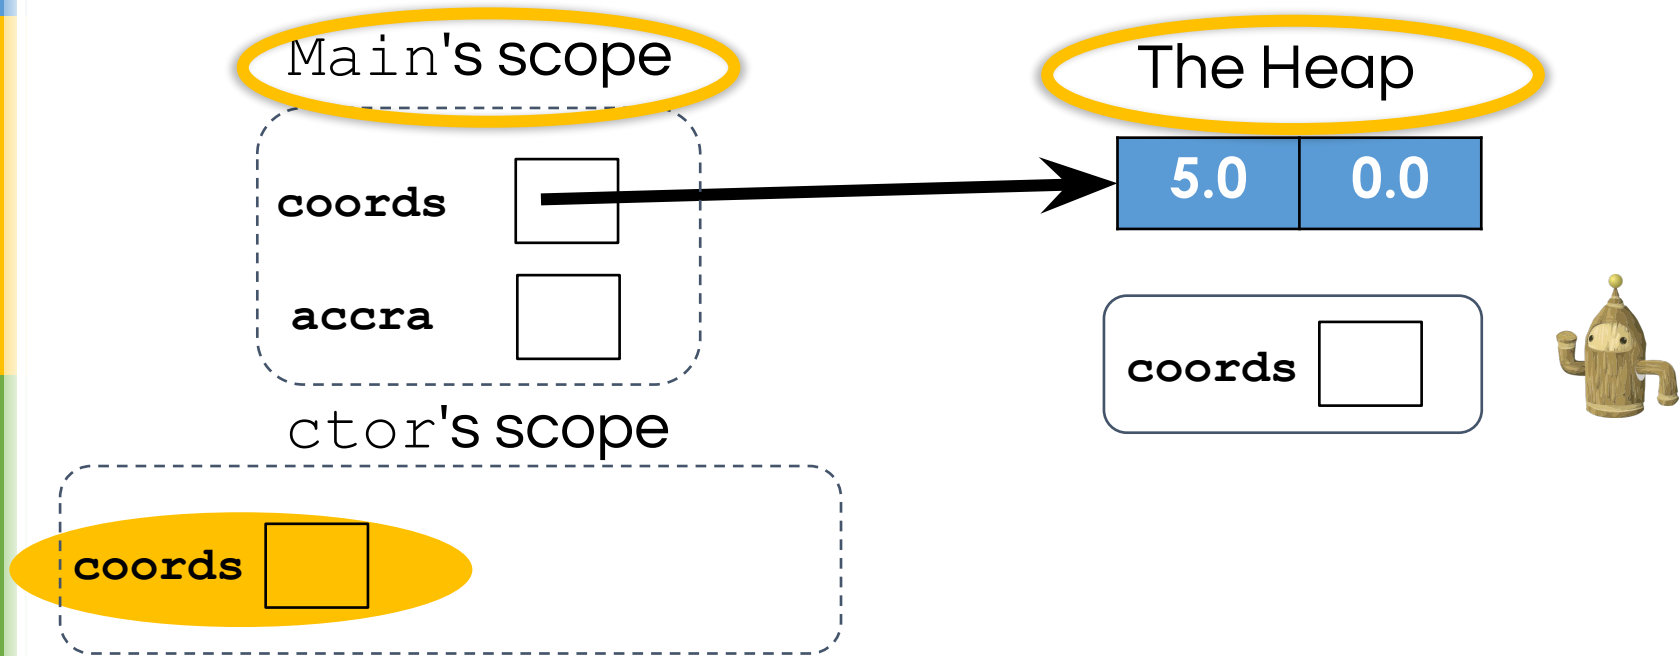 Main's scope
The Heap
coords
5.0 0.0
accra
coords
ctor's scope
coords